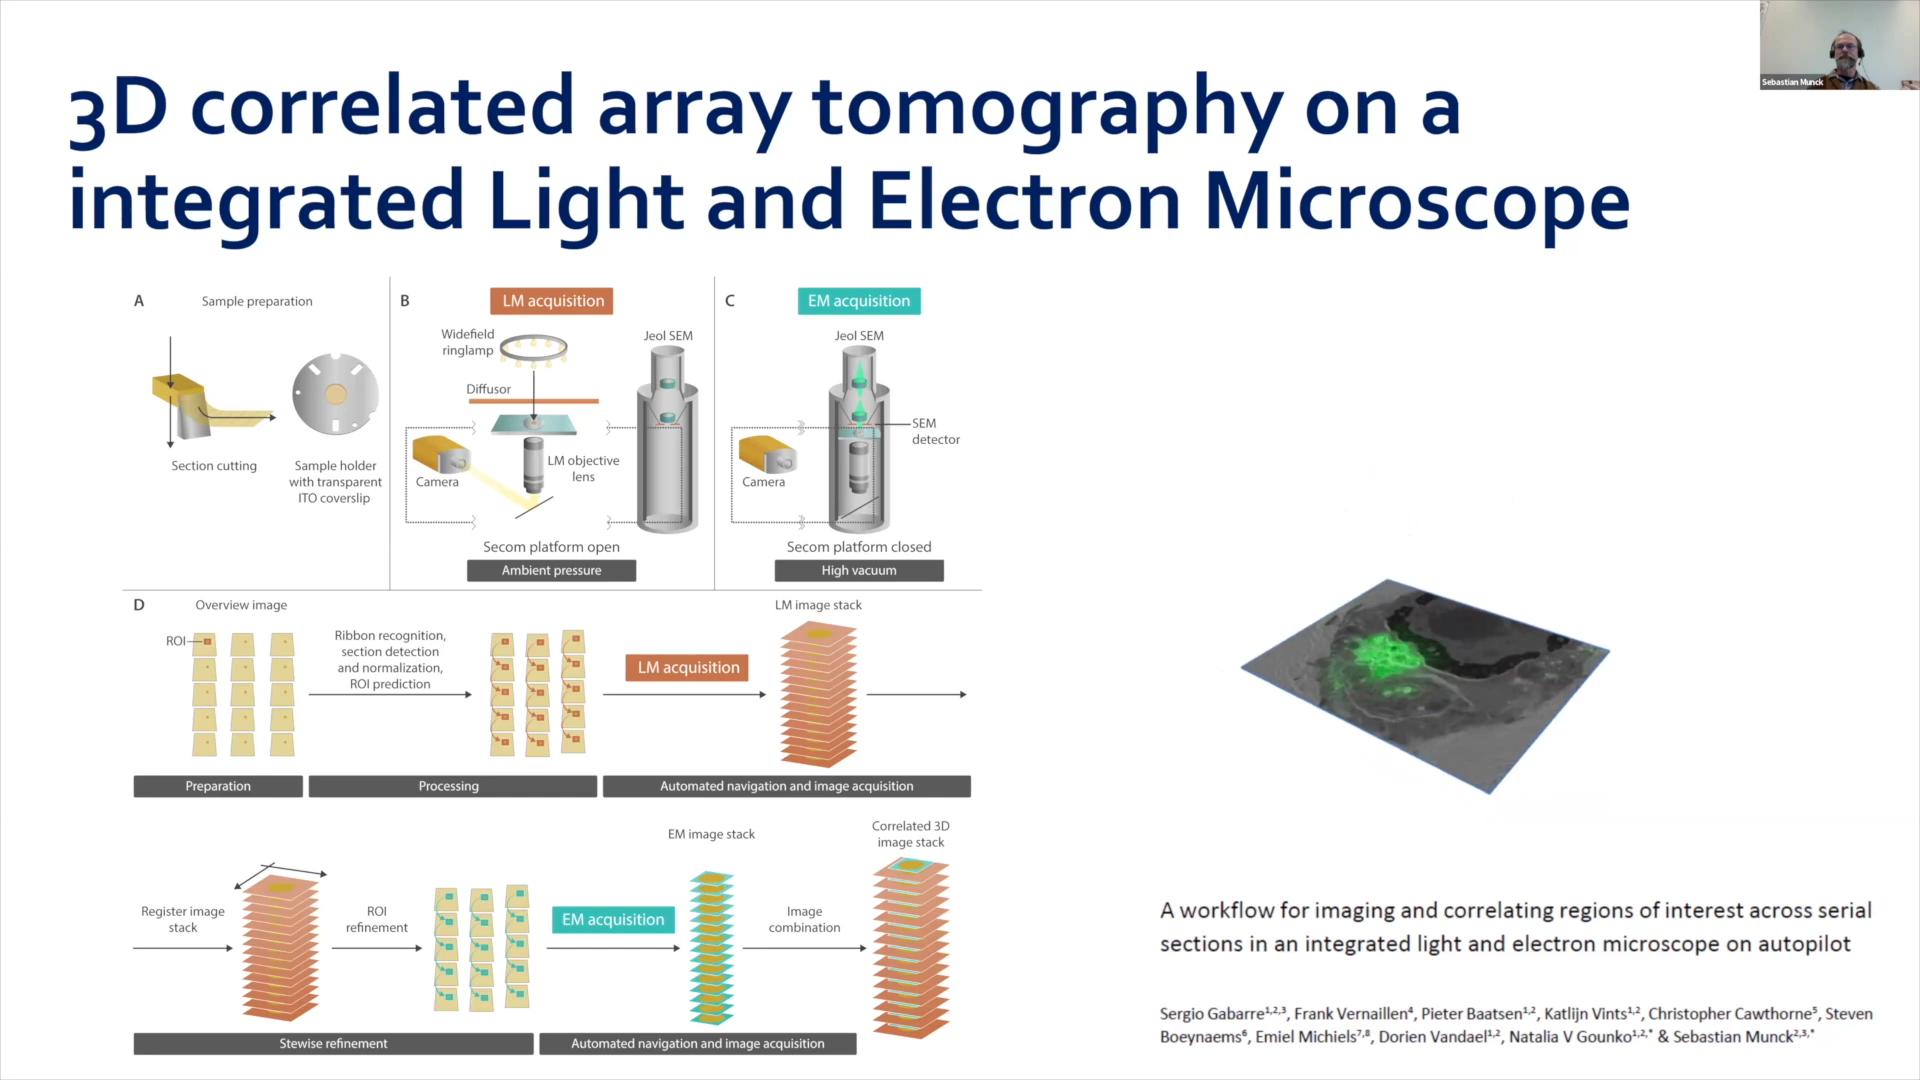 3D correlated array tomography on a
integrated Light and Electron Microscope
Sebastian Munck
A
Sample preparation
Section cutting
Sample holder
with transparent
ITO coverslip
B
LM acquisition
Widefield
ringlamp
Diffusor
Jeol SEM
Camera
LM objective
lens
Secom platform open
Ambient pressure
C
EM acquisition
Jeol SEM
SEM
detector
Camera
Secom platform closed
High vacuum
D
Overview image
ROI
Ribbon recognition,
section detection
and normalization,
ROI prediction
LM acquisition
LM image stack
Preparation
Processing
Automated navigation and image acquisition
Register image
stack
ROI
refinement
EM acquisition
EM image stack
Image
combination
Correlated 3D
image stack
Stewise refinement
Automated navigation and image acquisition
A workflow for imaging and correlating regions of interest across serial
sections in an integrated light and electron microscope on autopilot
Sergio Gabarre¹,²,³, Frank Vernaillen⁴, Pieter Baatsen¹,², Katlijn Vints¹,², Christopher Cawthorne⁵, Steven
Boeynaems⁶, Emiel Michiels⁷,⁸, Dorien Vandael¹,², Natalia V Gounko¹,²,* & Sebastian Munck²,³,*